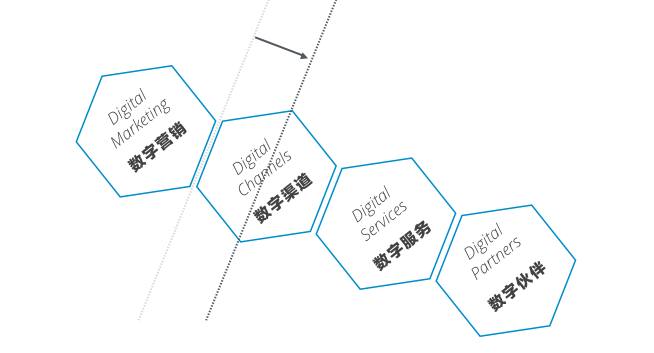 Digital
Marketing
数字营销
Digital
Channels
数字渠道
Digital
Services
数字服务
Digital
Partners
数字伙伴